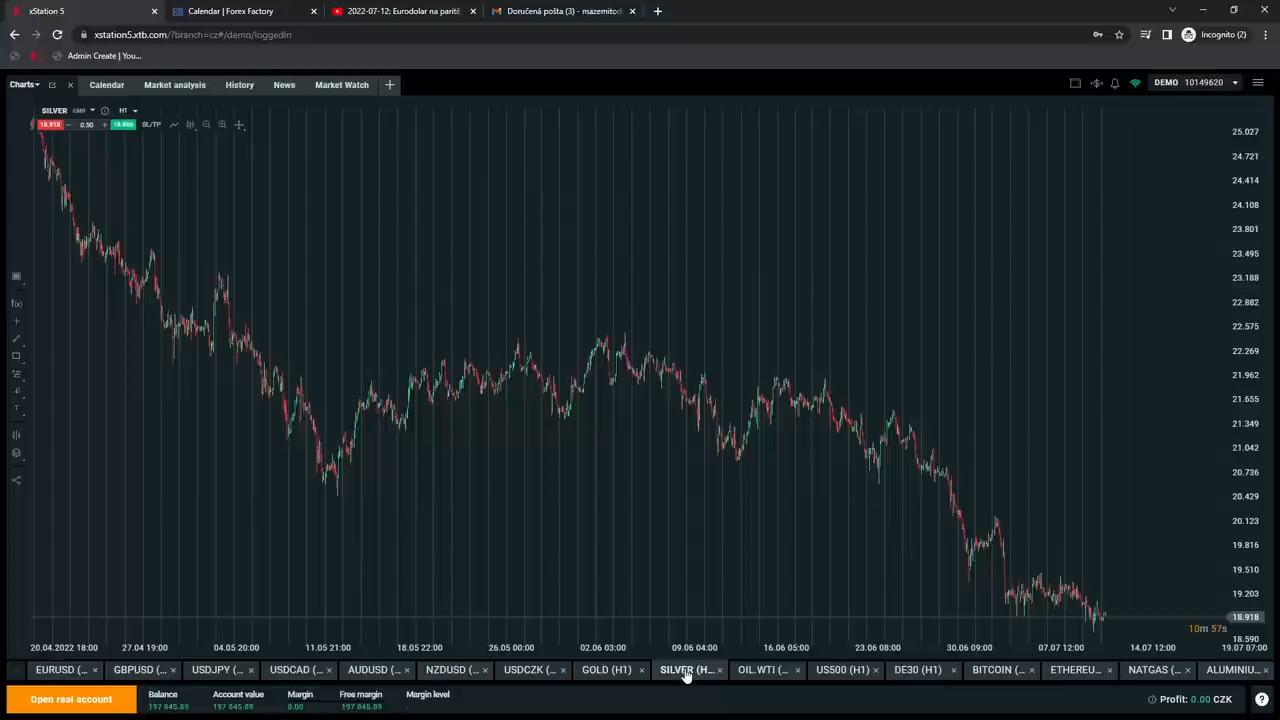 xStation 5
Calendar | Forex Factory
2022-07-12: Eurodolar na paritě,
Doručená pošta (3) - mazemitodo
xstation5.xtb.com/?branch=cz#/demo/loggedIn
Incognito (2)
Admin Create | You...
Charts
Calendar
Market analysis
History
News
Market Watch
DEMO 10149620
SILVER CMD H1
18.918 0.50 18.966 SL/TP
25.027
24.721
24.414
24.108
23.801
23.495
23.188
22.882
22.575
22.269
21.962
21.655
21.349
21.042
20.736
20.429
20.123
19.816
19.510
19.203
18.918
10m 57s
18.590
20.04.2022 18:00 27.04 19:00 04.05 20:00 11.05 21:00 18.05 22:00 26.05 00:00 02.06 03:00 09.06 04:00 16.06 05:00 23.06 08:00 30.06 09:00 07.07 12:00 14.07 12:00 19.07 07:00
EURUSD (... GBPUSD (... USDJPY (... USDCAD (... AUDUSD (... NZDUSD (... USDCZK (... GOLD (H1) SILVER (H... OIL.WTI (... US500 (H1) DE30 (H1) BITCOIN (... ETHEREU... NATGAS (... ALUMINIU...
Open real account
Balance Account value Margin Free margin Margin level
197 845.89 197 845.89 0.00 197 845.89 -
Profit: 0.00 CZK